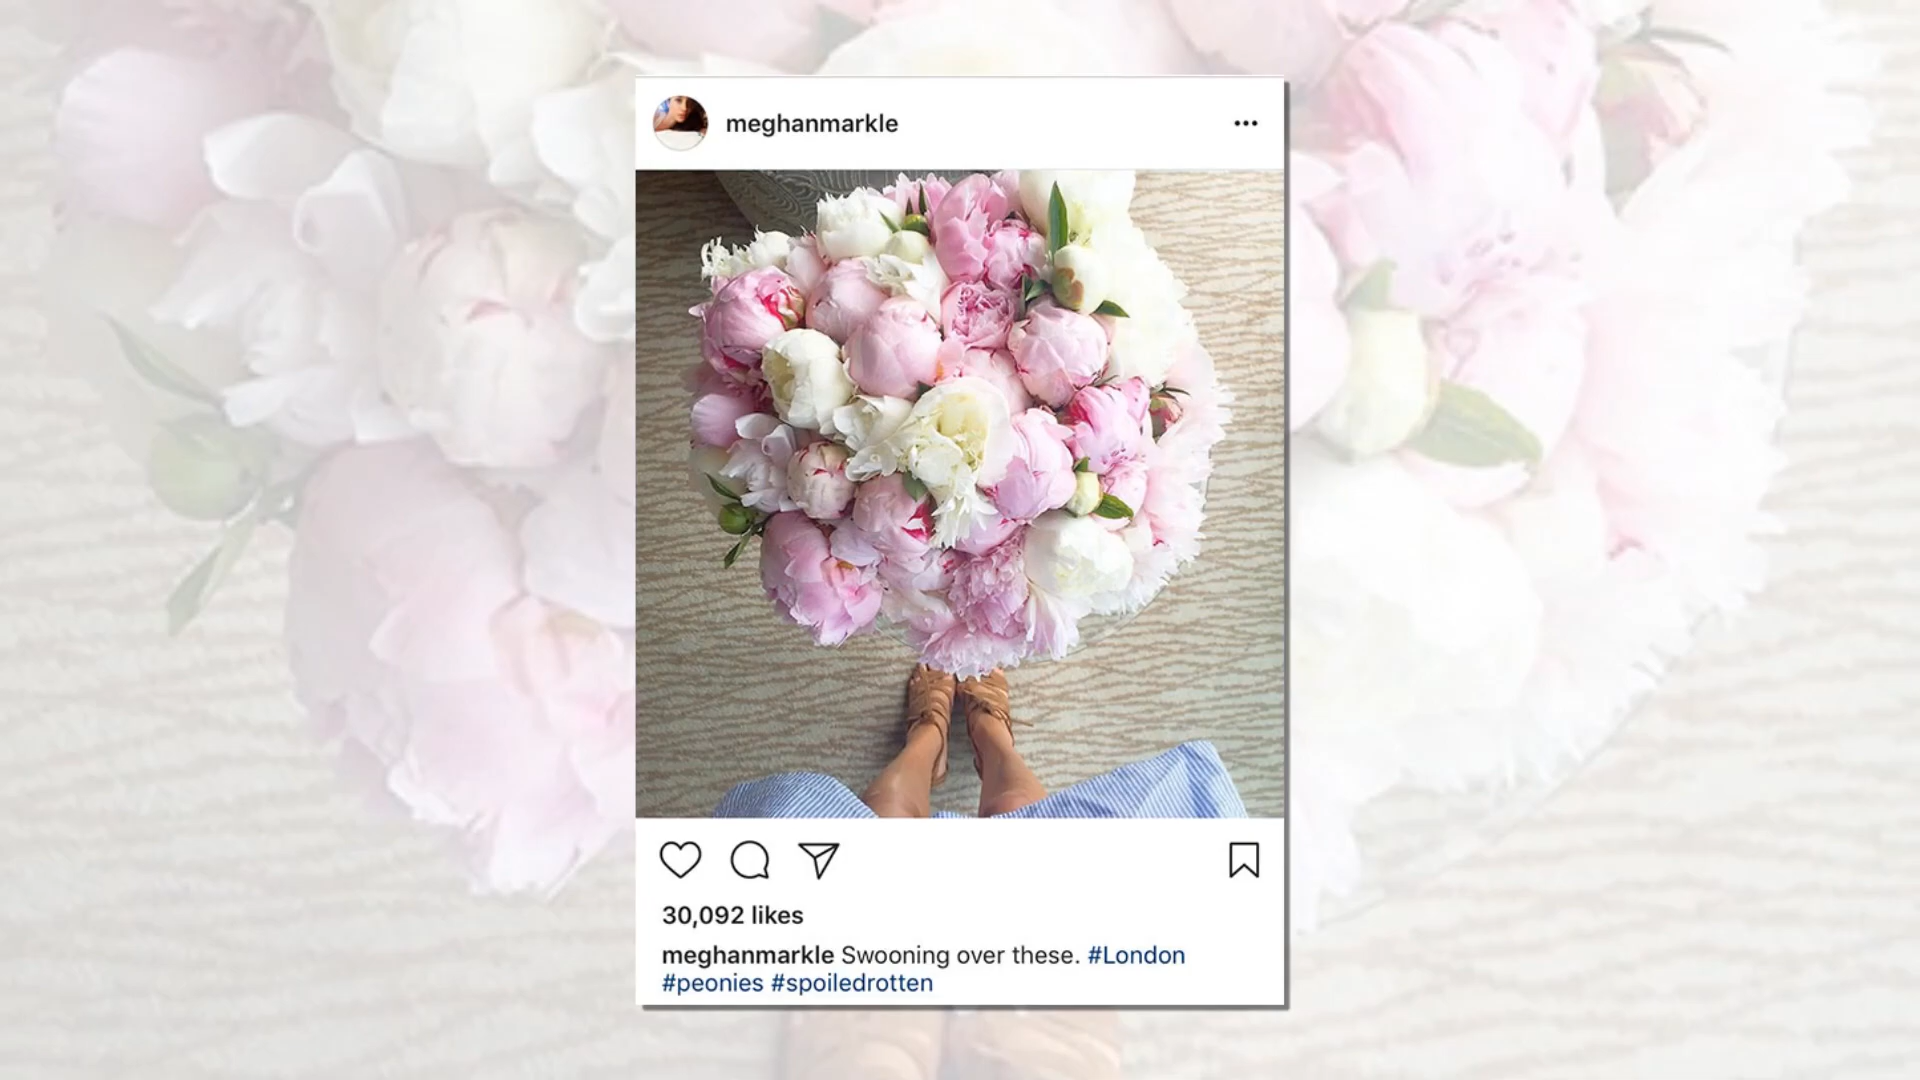 meghanmarkle
30,092 likes
meghanmarkle Swooning over these. #London
#peonies #spoiledrotten